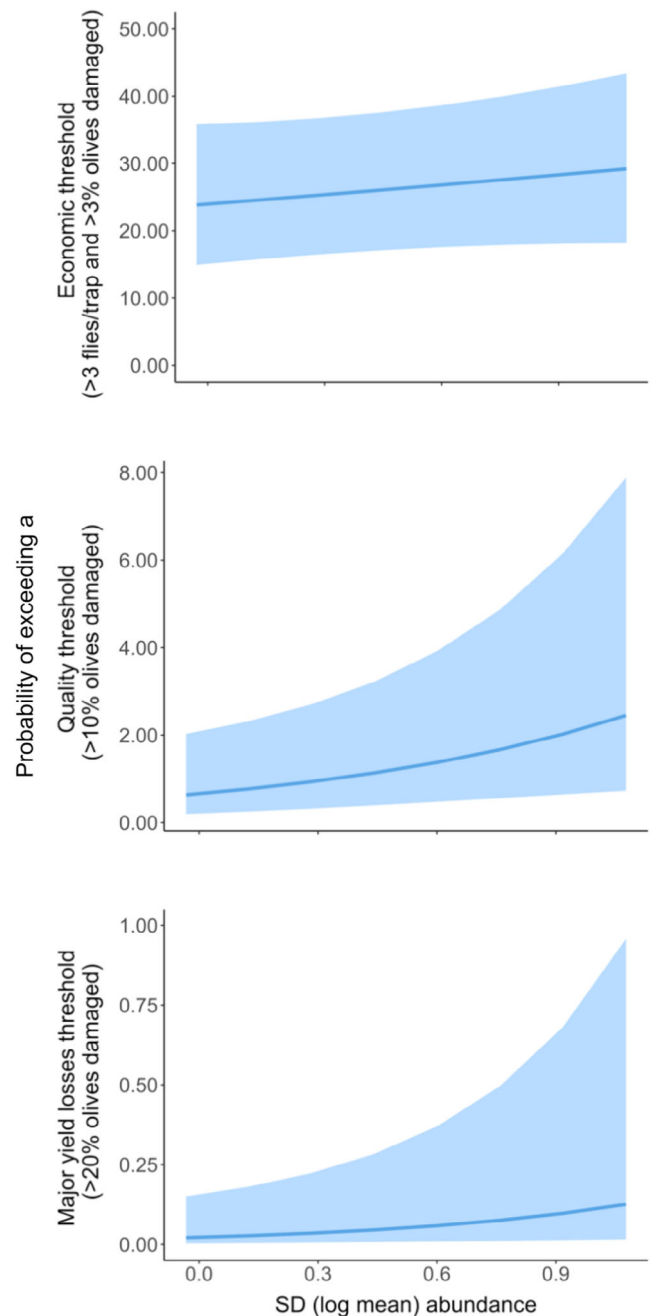 Probability of exceeding a
Economic threshold
(>3 flies/trap and >3% olives damaged)
50.00
40.00
30.00
20.00
10.00
0.00
Quality threshold
(>10% olives damaged)
8.00
6.00
4.00
2.00
0.00
Major yield losses threshold
(>20% olives damaged)
1.00
0.75
0.50
0.25
0.00
0.0 0.3 0.6 0.9
SD (log mean) abundance